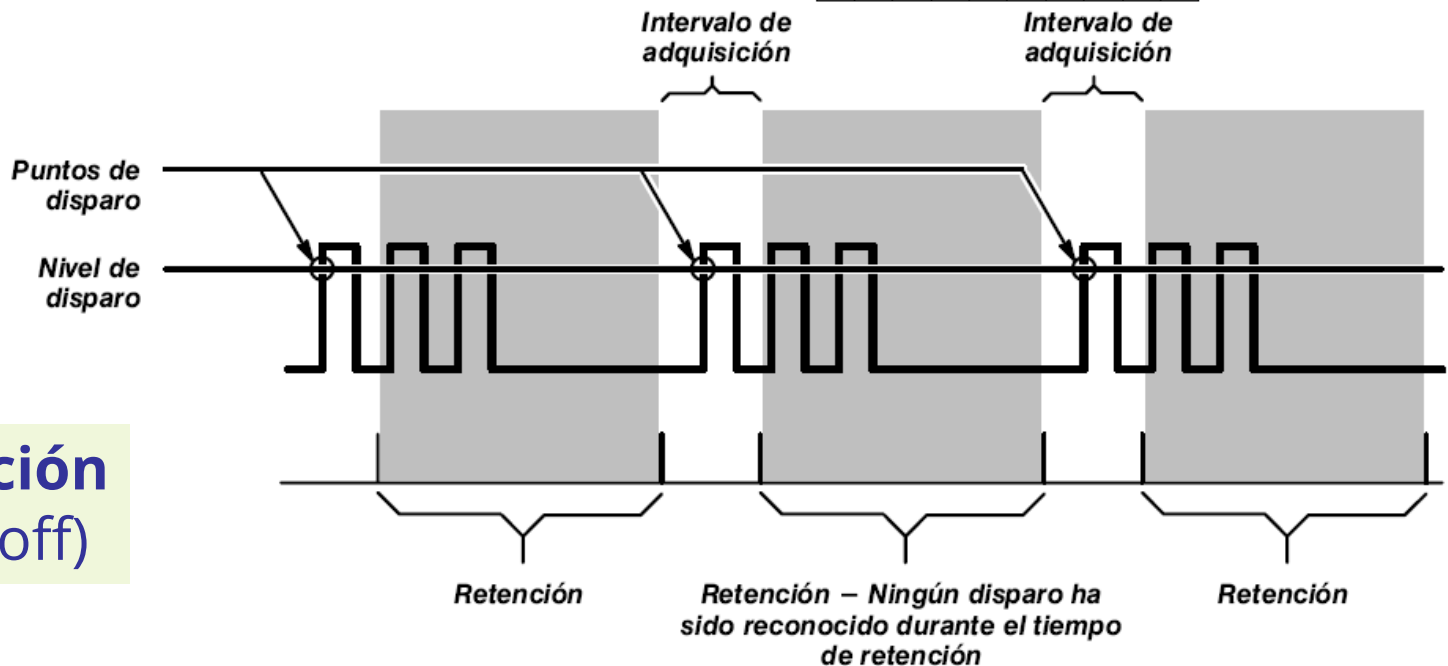 Intervalo de
adquisición
Intervalo de
adquisición
Puntos de
disparo
Nivel de
disparo
ción
off)
Retención
Retención – Ningún disparo ha
sido reconocido durante el tiempo
de retención
Retención